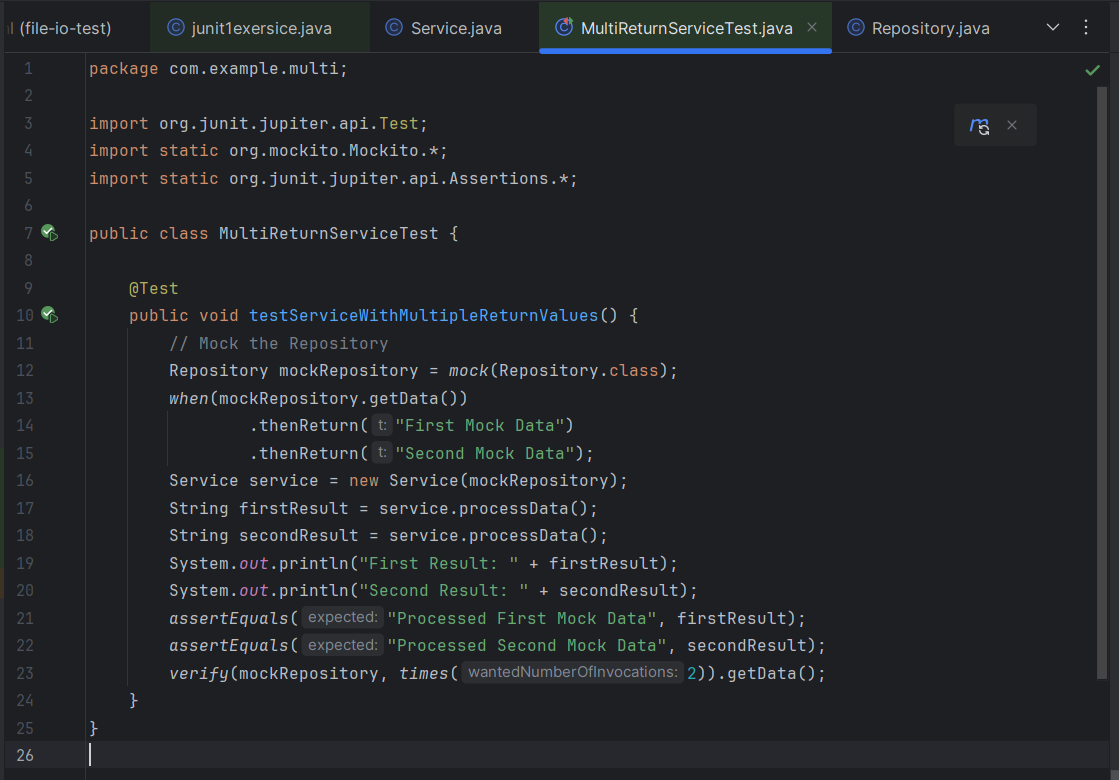 (file-io-test) junit1exersice.java Service.java MultiReturnServiceTest.java Repository.java
1 package com.example.multi;
2
3 import org.junit.jupiter.api.Test;
4 import static org.mockito.Mockito.*;
5 import static org.junit.jupiter.api.Assertions.*;
6
7 public class MultiReturnServiceTest {
8
9 @Test
10 public void testServiceWithMultipleReturnValues() {
11 // Mock the Repository
12 Repository mockRepository = mock(Repository.class);
13 when(mockRepository.getData())
14 .thenReturn( t: "First Mock Data")
15 .thenReturn( t: "Second Mock Data");
16 Service service = new Service(mockRepository);
17 String firstResult = service.processData();
18 String secondResult = service.processData();
19 System.out.println("First Result: " + firstResult);
20 System.out.println("Second Result: " + secondResult);
21 assertEquals( expected: "Processed First Mock Data", firstResult);
22 assertEquals( expected: "Processed Second Mock Data", secondResult);
23 verify(mockRepository, times( wantedNumberOfInvocations: 2)).getData();
24 }
25 }
26